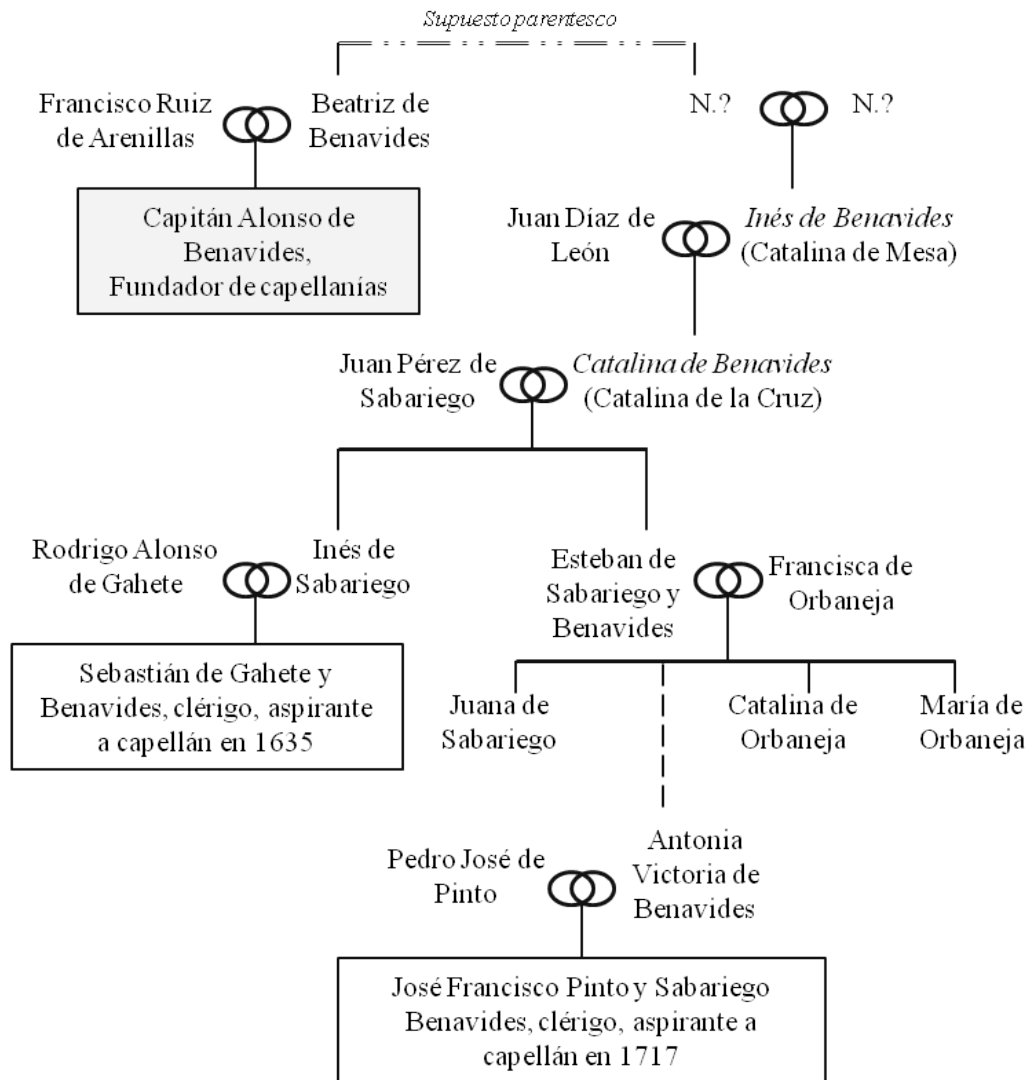 Supuesto parentesco
Francisco Ruiz
de Arenillas
Beatriz de
Benavides
N.?
N.?
Capitán Alonso de
Benavides,
Fundador de capellanías
Juan Díaz de
León
Inés de Benavides
(Catalina de Mesa)
Juan Pérez de
Sabariego
Catalina de Benavides
(Catalina de la Cruz)
Rodrigo Alonso
de Gahete
Inés de
Sabariego
Esteban de
Sabariego y
Benavides
Francisca de
Orbaneja
Sebastián de Gahete y
Benavides, clérigo, aspirante
a capellán en 1635
Juana de
Sabariego
Catalina de
Orbaneja
María de
Orbaneja
Pedro José de
Pinto
Antonia
Victoria de
Benavides
José Francisco Pinto y Sabariego
Benavides, clérigo, aspirante a
capellán en 1717